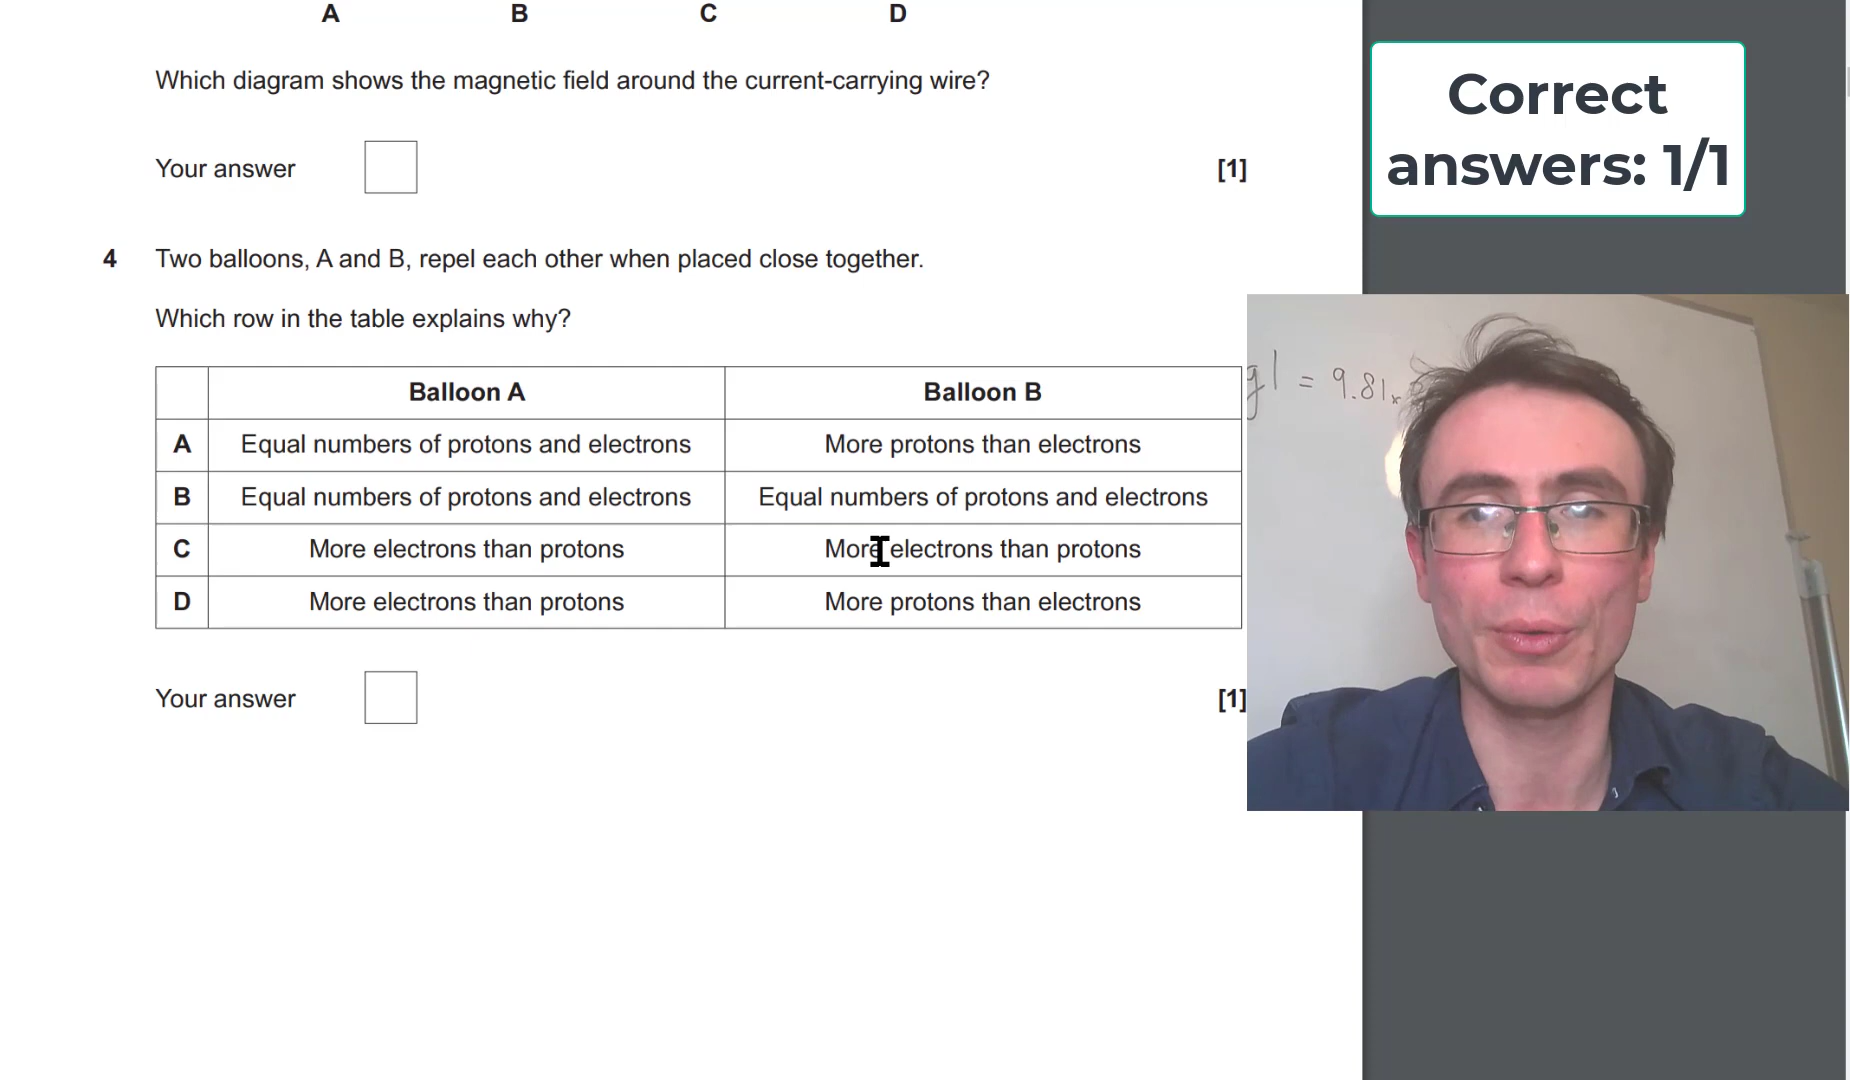 A B C D
Which diagram shows the magnetic field around the current-carrying wire?
Your answer [1]
Correct
answers: 1/1
4 Two balloons, A and B, repel each other when placed close together.
Which row in the table explains why?
Balloon A Balloon B
A Equal numbers of protons and electrons More protons than electrons
B Equal numbers of protons and electrons Equal numbers of protons and electrons
C More electrons than protons More electrons than protons
D More electrons than protons More protons than electrons
Your answer [1]
= 9.81x